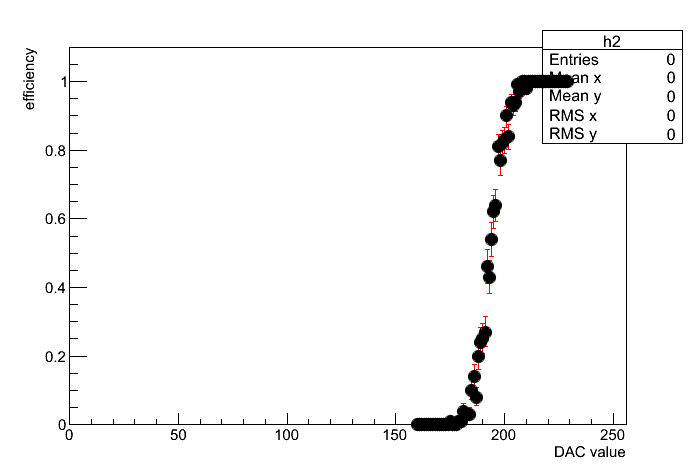 h2
Entries 0
Mean x 0
Mean y 0
RMS x 0
RMS y 0
efficiency
1
0.8
0.6
0.4
0.2
0
0 50 100 150 200 250
DAC value